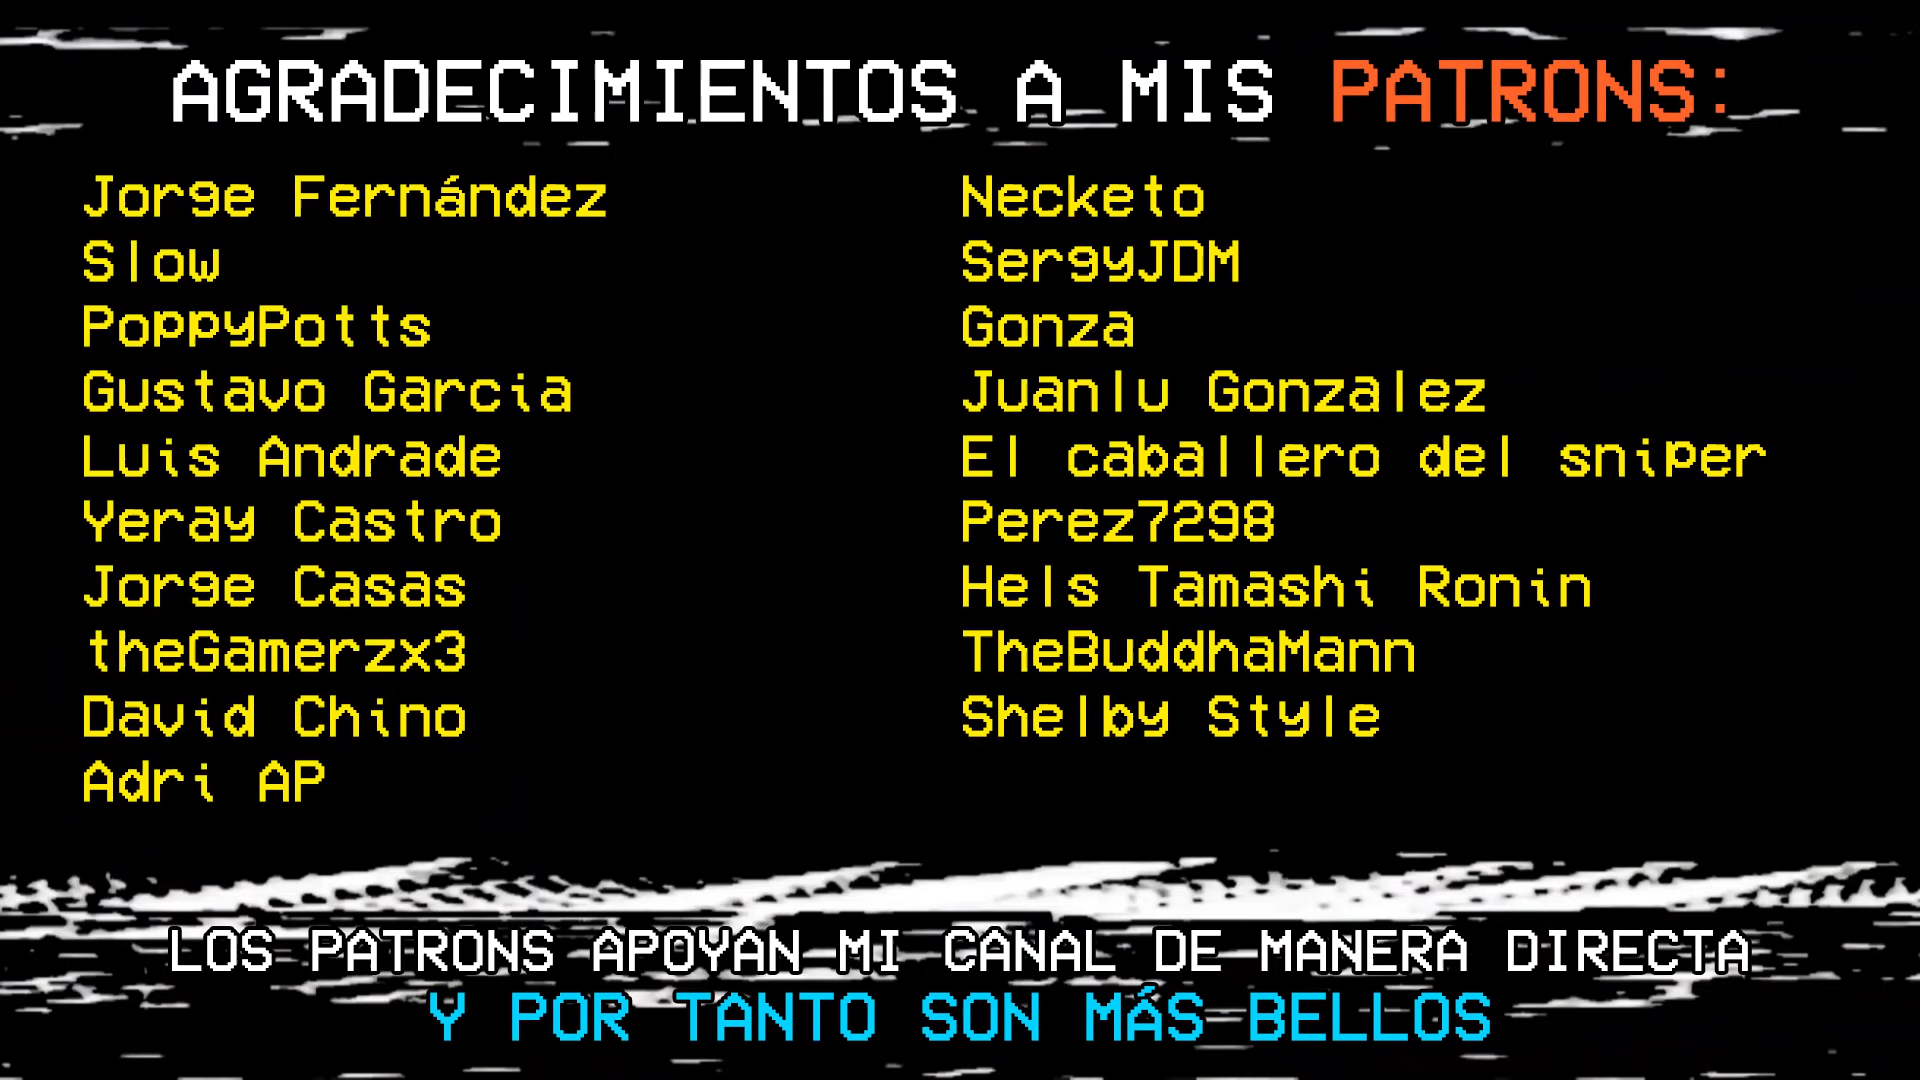 AGRADECIMIENTOS A MIS PATRONS:
Jorge Fernández
Slow
PoppyPotts
Gustavo Garcia
Luis Andrade
Yeray Castro
Jorge Casas
theGamerzx3
David Chino
Adri AP
Necketo
SergyJDM
Gonza
Juanlu Gonzalez
El caballero del sniper
Perez7298
Hels Tamashi Ronin
TheBuddhaMann
Shelby Style
LOS PATRONS APOYAN MI CANAL DE MANERA DIRECTA
Y POR TANTO SON MÁS BELLOS